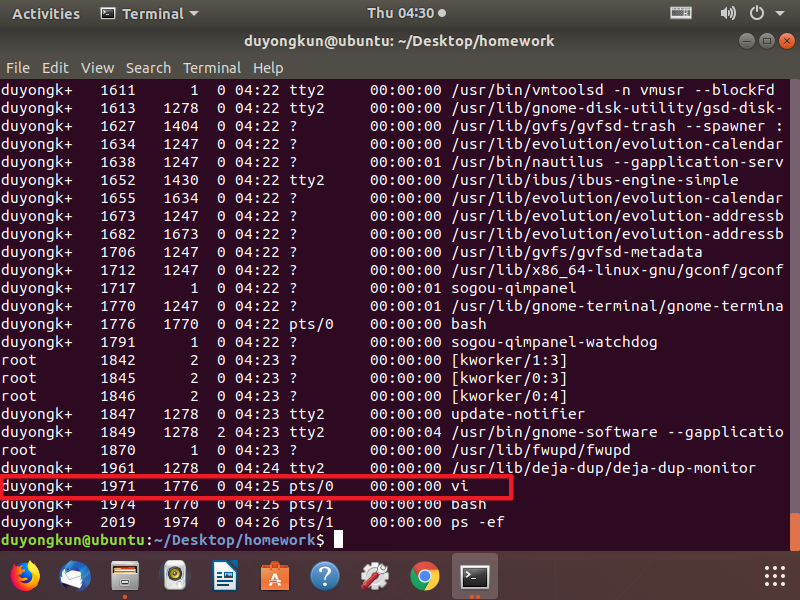 Activities Terminal Thu 04:30
duyongkun@ubuntu: ~/Desktop/homework
File Edit View Search Terminal Help
duyongk+ 1611 1 0 04:22 tty2 00:00:00 /usr/bin/vmtoolsd -n vmusr --blockFd
duyongk+ 1613 1278 0 04:22 tty2 00:00:00 /usr/lib/gnome-disk-utility/gsd-disk-
duyongk+ 1627 1404 0 04:22 ? 00:00:00 /usr/lib/gvfs/gvfsd-trash --spawner :
duyongk+ 1634 1247 0 04:22 ? 00:00:00 /usr/lib/evolution/evolution-calendar
duyongk+ 1638 1247 0 04:22 ? 00:00:01 /usr/bin/nautilus --gapplication-serv
duyongk+ 1652 1430 0 04:22 tty2 00:00:00 /usr/lib/ibus/ibus-engine-simple
duyongk+ 1655 1634 0 04:22 ? 00:00:00 /usr/lib/evolution/evolution-calendar
duyongk+ 1673 1247 0 04:22 ? 00:00:00 /usr/lib/evolution/evolution-addressb
duyongk+ 1682 1673 0 04:22 ? 00:00:00 /usr/lib/evolution/evolution-addressb
duyongk+ 1706 1247 0 04:22 ? 00:00:00 /usr/lib/gvfs/gvfsd-metadata
duyongk+ 1712 1247 0 04:22 ? 00:00:00 /usr/lib/x86_64-linux-gnu/gconf/gconf
duyongk+ 1717 1 0 04:22 ? 00:00:01 sogou-qimpanel
duyongk+ 1770 1247 0 04:22 ? 00:00:01 /usr/lib/gnome-terminal/gnome-termina
duyongk+ 1776 1770 0 04:22 pts/0 00:00:00 bash
duyongk+ 1791 1 0 04:22 ? 00:00:00 sogou-qimpanel-watchdog
root 1842 2 0 04:23 ? 00:00:00 [kworker/1:3]
root 1845 2 0 04:23 ? 00:00:00 [kworker/0:3]
root 1846 2 0 04:23 ? 00:00:00 [kworker/0:4]
duyongk+ 1847 1278 0 04:23 tty2 00:00:00 update-notifier
duyongk+ 1849 1278 2 04:23 tty2 00:00:04 /usr/bin/gnome-software --gapplicatio
root 1870 1 0 04:23 ? 00:00:00 /usr/lib/fwupd/fwupd
duyongk+ 1961 1278 0 04:24 tty2 00:00:00 /usr/lib/deja-dup/deja-dup-monitor
duyongk+ 1971 1776 0 04:25 pts/0 00:00:00 vi
duyongk+ 1974 1770 0 04:25 pts/1 00:00:00 bash
duyongk+ 2019 1974 0 04:26 pts/1 00:00:00 ps -ef
duyongkun@ubuntu:~/Desktop/homework$